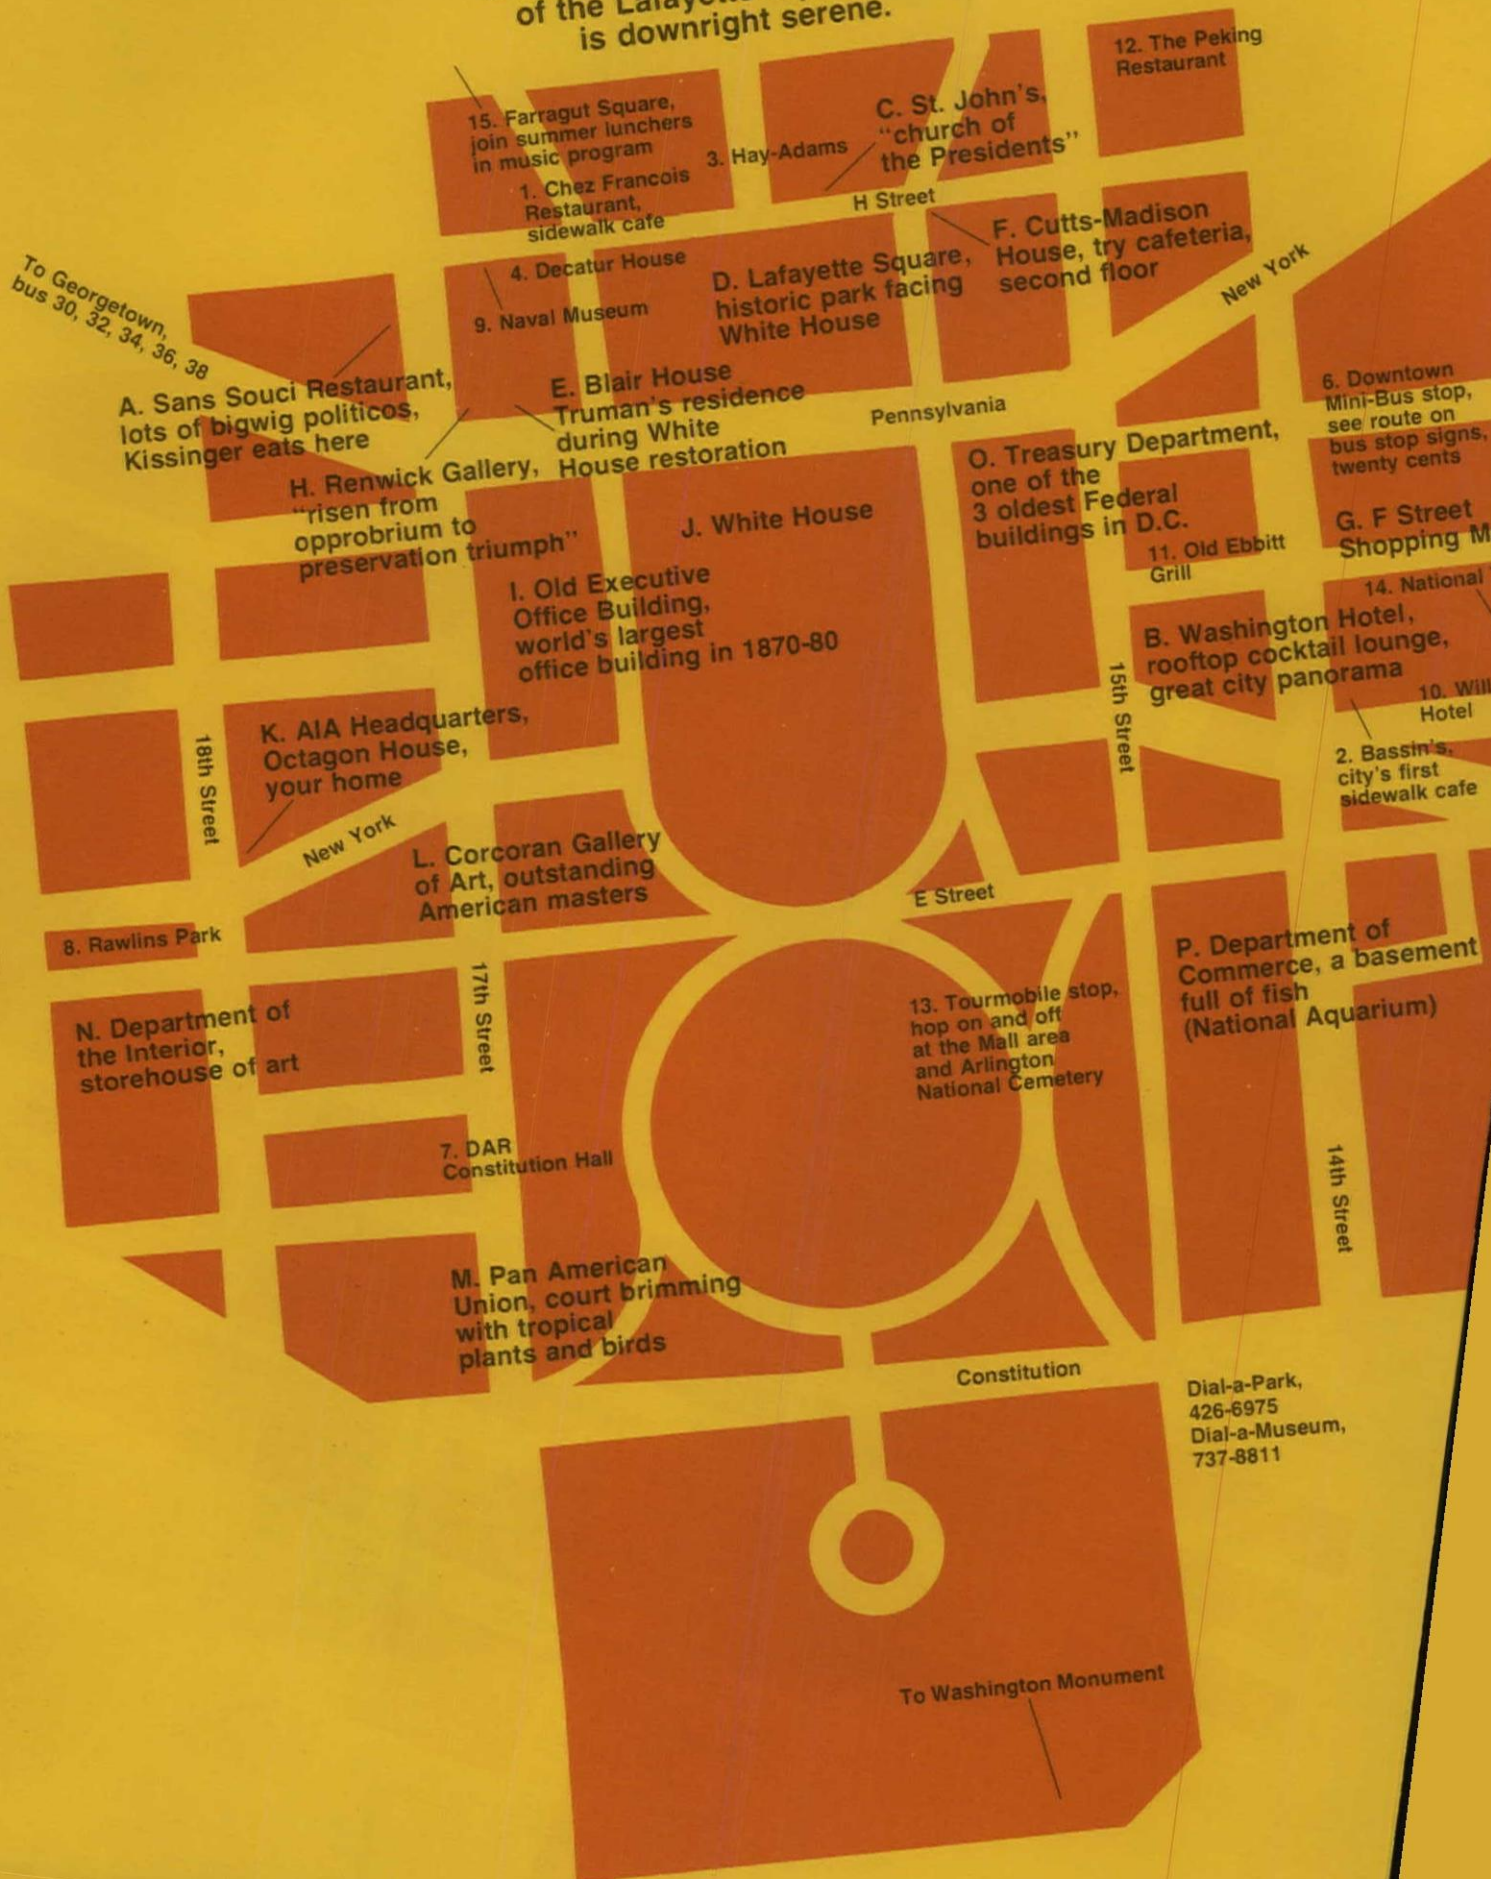 of the
is downright serene.
12. The Peking
Restaurant
15. Farragut Square,
join summer lunchers
in music program
C. St. John's,
"church of
the Presidents"
3. Hay-Adams
1. Chez Francois
Restaurant,
sidewalk cafe
H Street
F. Cutts-Madison
House, try cafeteria,
second floor
4. Decatur House
D. Lafayette Square,
historic park facing
White House
New York
To Georgetown,
bus 30, 32, 34, 36, 38
9. Naval Museum
A. Sans Souci Restaurant,
lots of bigwig politicos,
Kissinger eats here
E. Blair House
Truman's residence
during White
House restoration
Pennsylvania
6. Downtown
Mini-Bus stop,
see route on
bus stop signs,
twenty cents
H. Renwick Gallery,
"risen from
opprobrium to
preservation triumph"
O. Treasury Department,
one of the
3 oldest Federal
buildings in D.C.
J. White House
G. F Street
Shopping
11. Old Ebbitt
Grill
14. National
I. Old Executive
Office Building,
world's largest
office building in 1870-80
B. Washington Hotel,
rooftop cocktail lounge,
great city panorama
10.
Hotel
15th Street
K. AIA Headquarters,
Octagon House,
your home
18th Street
2. Bassin's,
city's first
sidewalk cafe
New York
L. Corcoran Gallery
of Art, outstanding
American masters
E Street
8. Rawlins Park
P. Department of
Commerce, a basement
full of fish
(National Aquarium)
17th Street
13. Tourmobile stop,
hop on and off
at the Mall area
and Arlington
National Cemetery
N. Department of
the Interior,
storehouse of art
7. DAR
Constitution Hall
14th Street
M. Pan American
Union, court brimming
with tropical
plants and birds
Constitution
Dial-a-Park,
426-6975
Dial-a-Museum,
737-8811
To Washington Monument